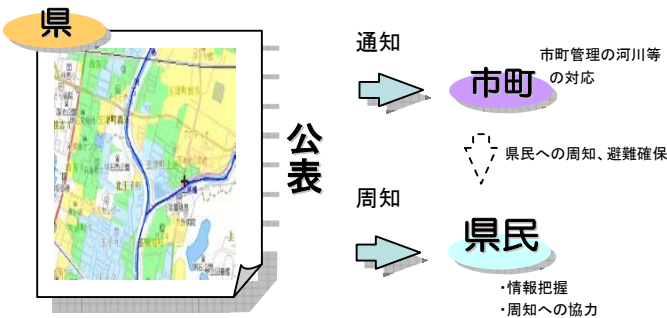 県
公表
通知
市町
市町管理の河川等
の対応
県民への周知、避難確保
周知
県民
・情報把握
・周知への協力